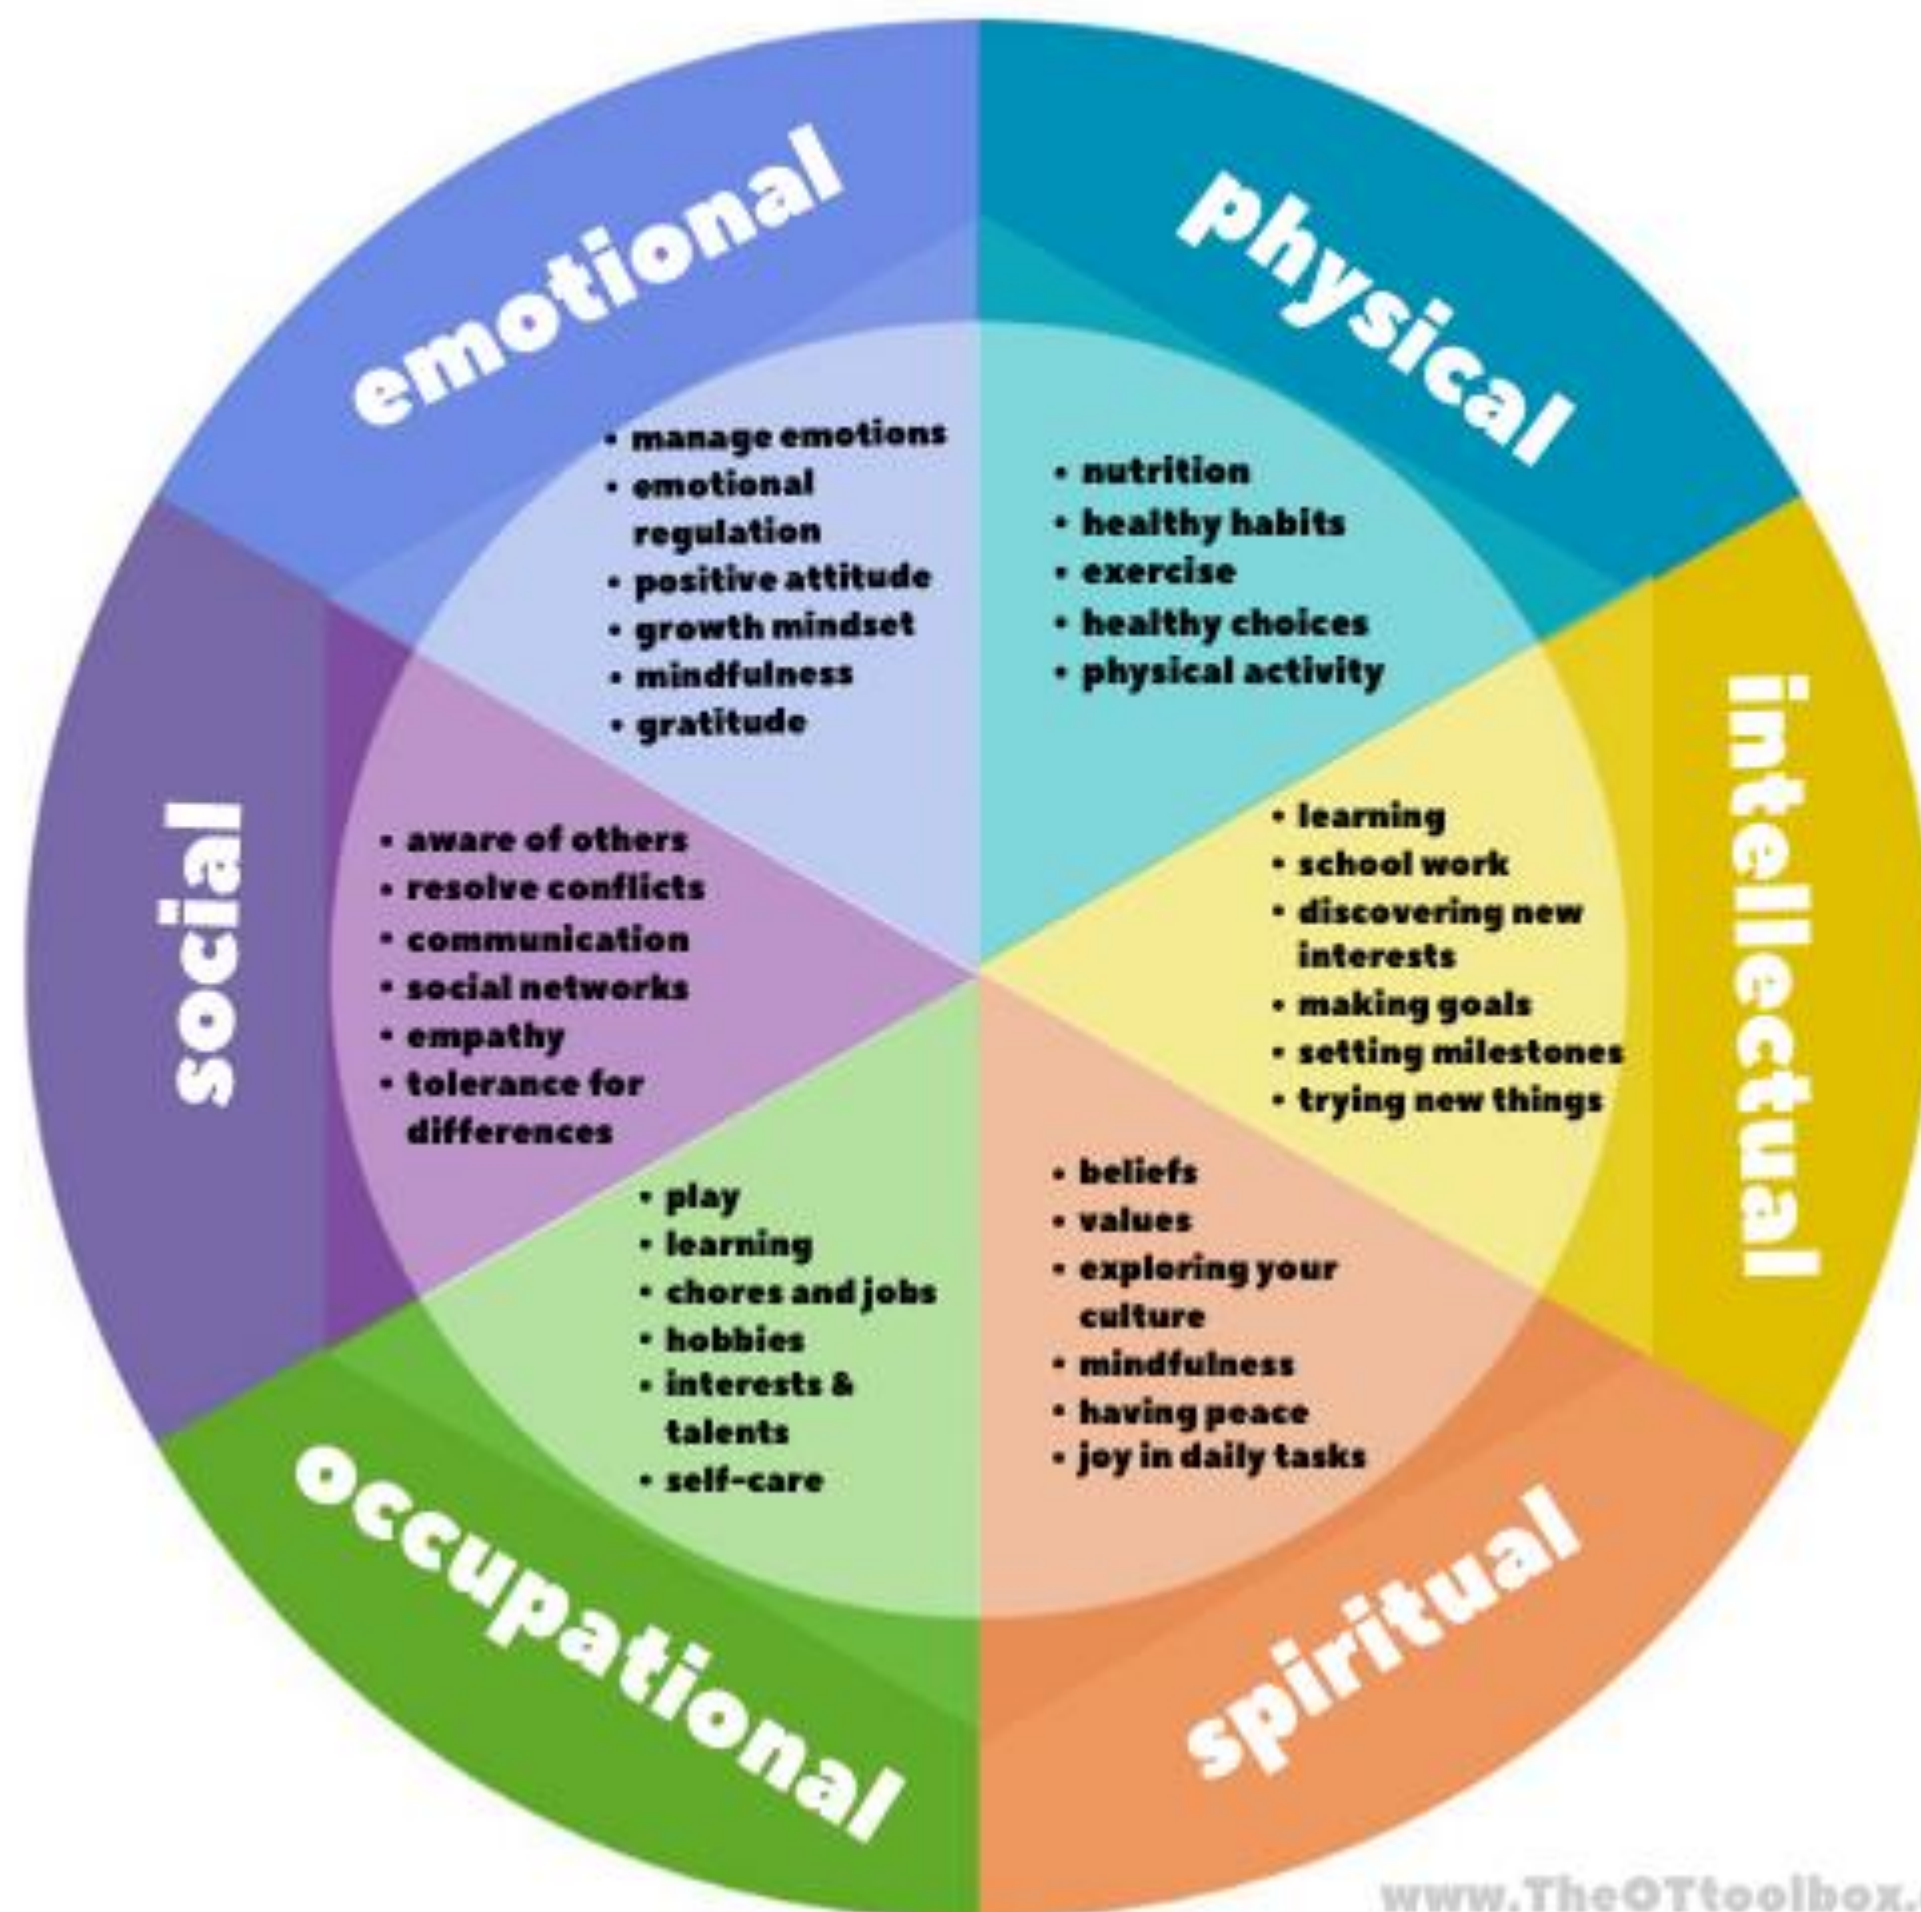 emotional
• manage emotions
• emotional
regulation
• positive attitude
• growth mindset
• mindfulness
• gratitude
physical
• nutrition
• healthy habits
• exercise
• healthy choices
• physical activity
intellectual
• learning
• school work
• discovering new
interests
• making goals
• setting milestones
• trying new things
spiritual
• beliefs
• values
• exploring your
culture
• mindfulness
• having peace
• joy in daily tasks
occupational
• play
• learning
• chores and jobs
• hobbies
• interests &
talents
• self-care
social
• aware of others
• resolve conflicts
• communication
• social networks
• empathy
• tolerance for
differences
www.TheOTtoolbox.